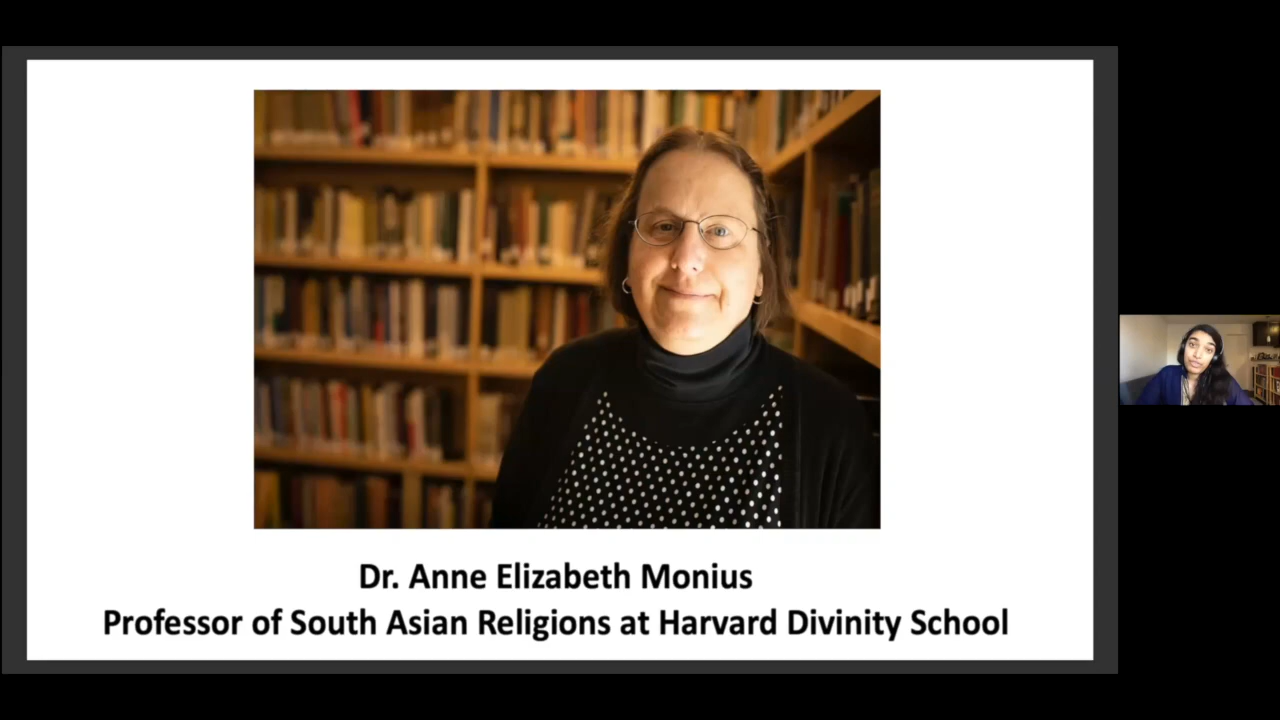 Dr. Anne Elizabeth Monius
Professor of South Asian Religions at Harvard Divinity School